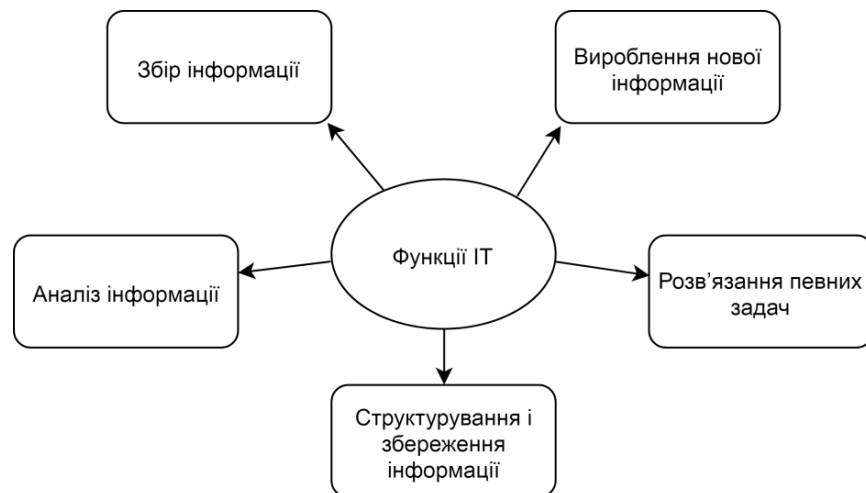 Збір інформації
Вироблення нової
інформації
Функції ІТ
Аналіз інформації
Розв’язання певних
задач
Структурування і
збереження
інформації